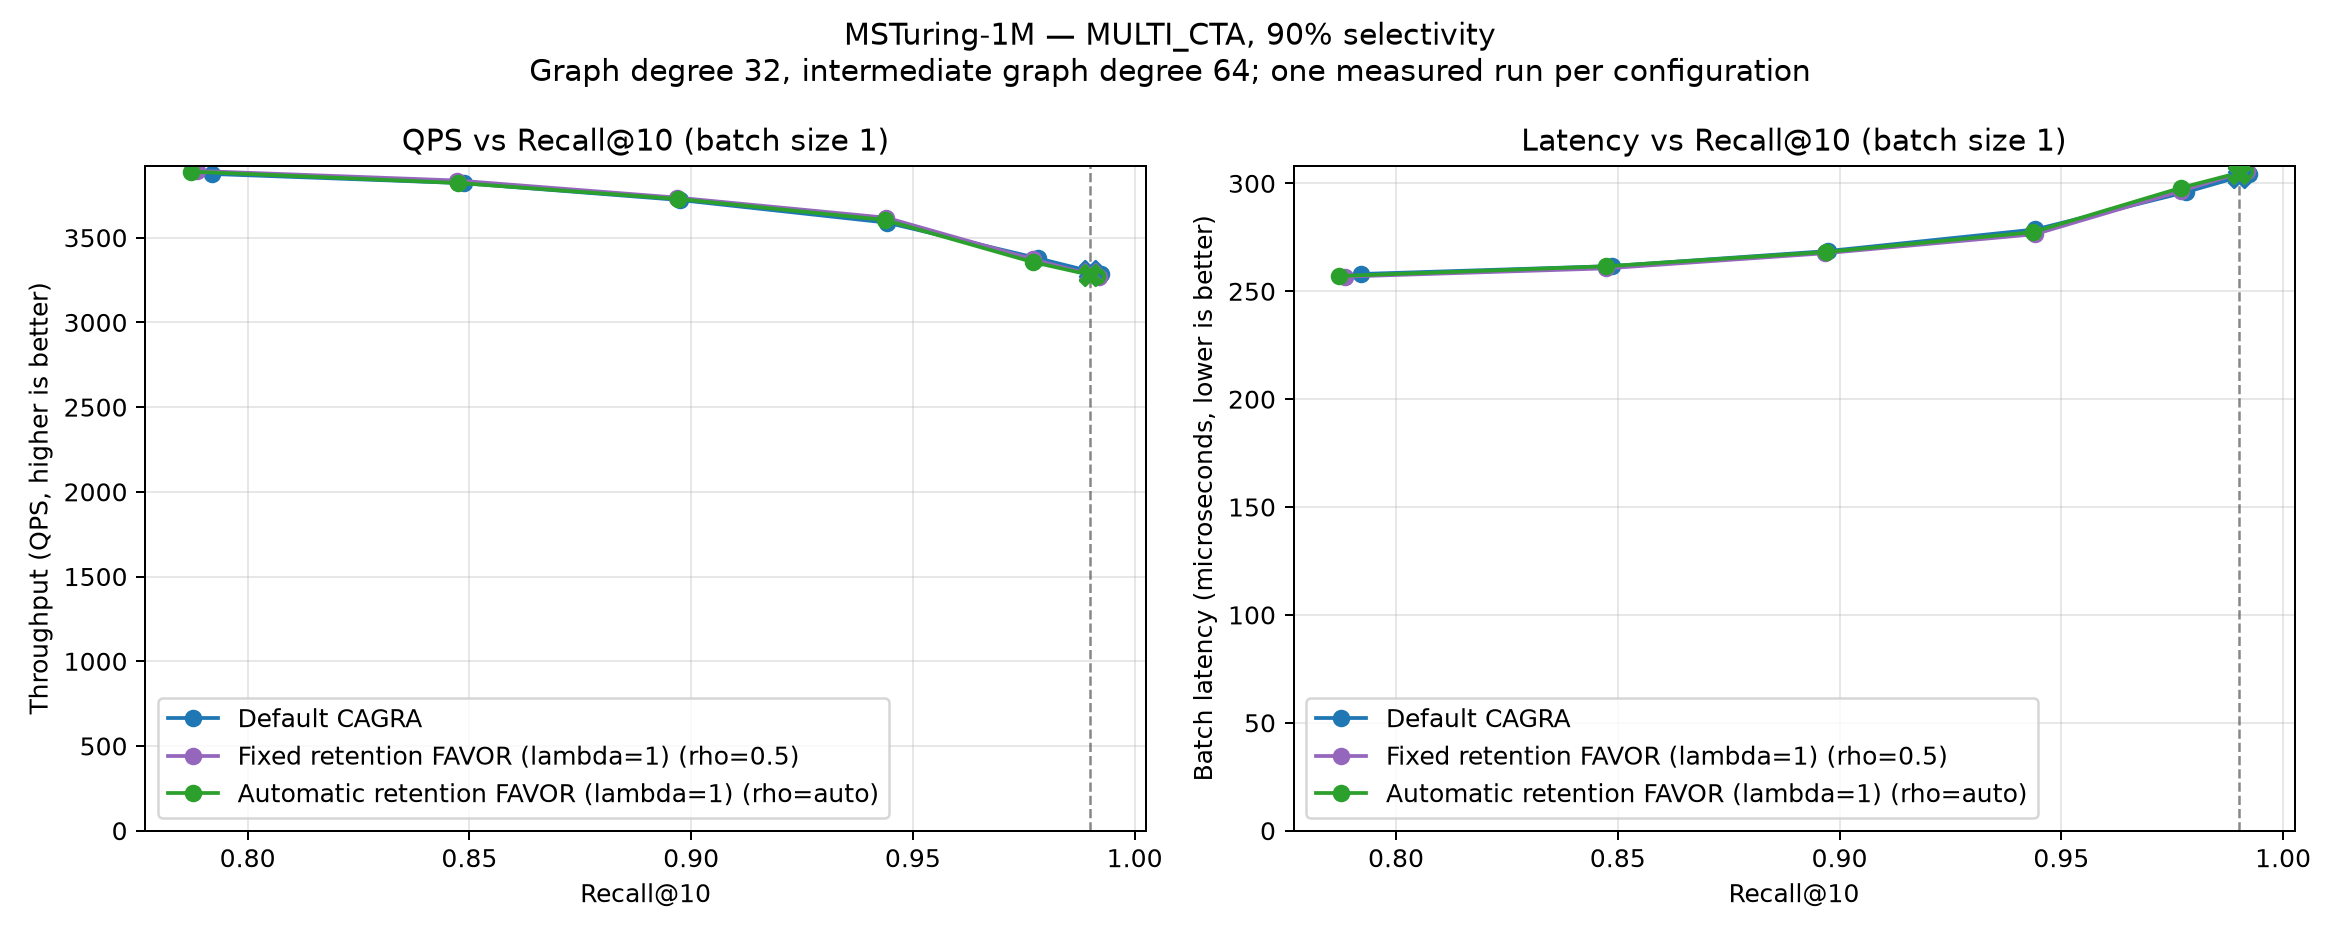 MSTuring-1M — MULTI_CTA, 90% selectivity
Graph degree 32, intermediate graph degree 64; one measured run per configuration
QPS vs Recall@10 (batch size 1)
Throughput (QPS, higher is better)
3500
3000
2500
2000
1500
1000
500
0
Default CAGRA
Fixed retention FAVOR (lambda=1) (rho=0.5)
Automatic retention FAVOR (lambda=1) (rho=auto)
0.80 0.85 0.90 0.95 1.00
Recall@10
Latency vs Recall@10 (batch size 1)
Batch latency (microseconds, lower is better)
300
250
200
150
100
50
0
Default CAGRA
Fixed retention FAVOR (lambda=1) (rho=0.5)
Automatic retention FAVOR (lambda=1) (rho=auto)
0.80 0.85 0.90 0.95 1.00
Recall@10